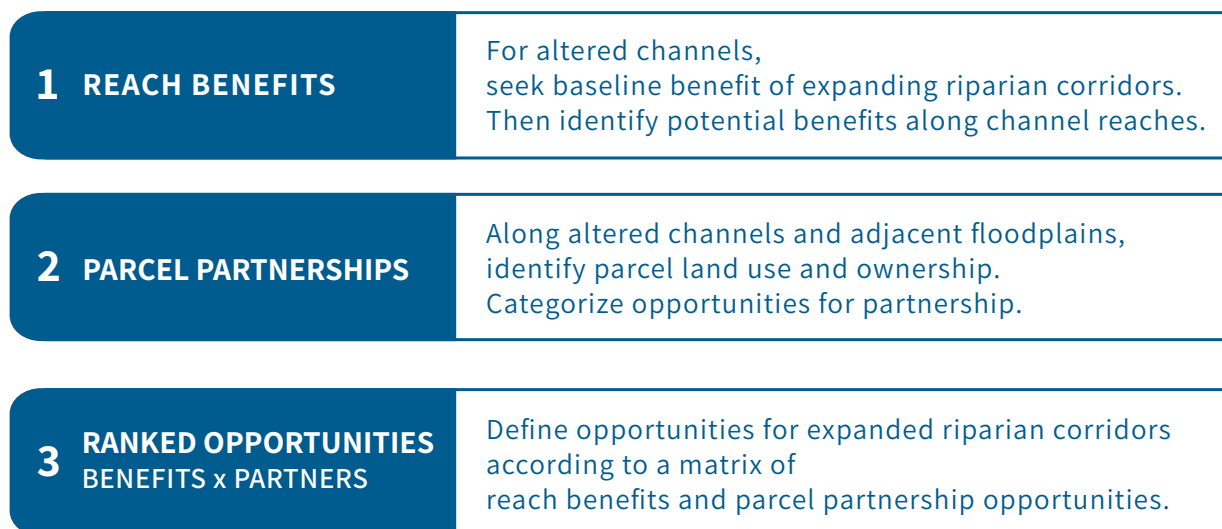 1 REACH BENEFITS
For altered channels,
seek baseline benefit of expanding riparian corridors.
Then identify potential benefits along channel reaches.
2 PARCEL PARTNERSHIPS
Along altered channels and adjacent floodplains,
identify parcel land use and ownership.
Categorize opportunities for partnership.
3 RANKED OPPORTUNITIES
BENEFITS x PARTNERS
Define opportunities for expanded riparian corridors
according to a matrix of
reach benefits and parcel partnership opportunities.